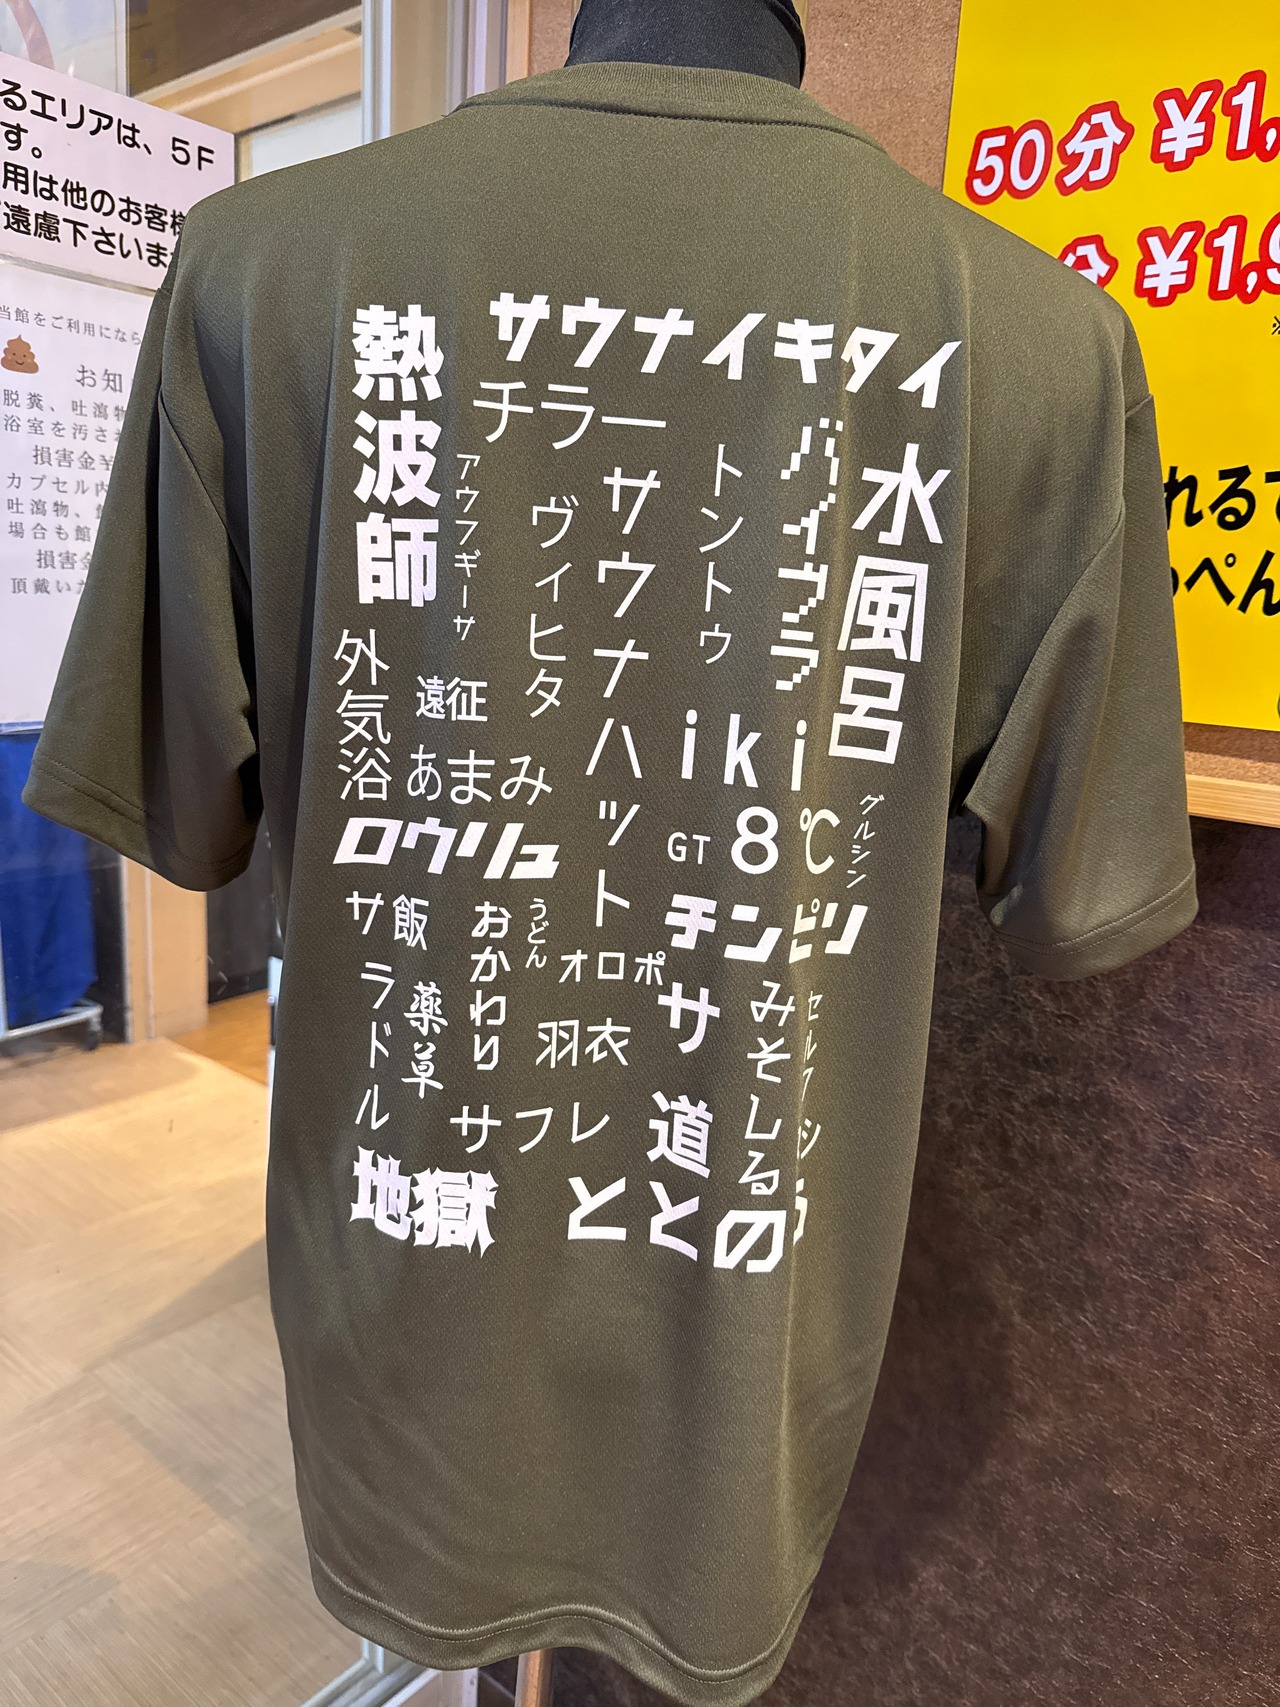 るエリアは、5F
す。
用は他のお客様
遠慮下さいませ
当館をご利用になら
お知
脱糞、吐瀉物
浴室を汚さ
損害金¥
カプセル内
吐瀉物、
場合も館
損害金
頂戴いた
50分 ¥1,
分 ¥1,9
※
れるで
っぺん
サウナイキタイ
熱波師
チラー
アウフギーサ
ヴィヒタ
サウナハット
トントゥ
バイブラ
水風呂
外気浴
遠征
あまみ
iki
GT
8℃
グルシン
ロウリュ
サ飯
おかわり
うどん
オロポ
チンピリ
ラドル
薬草
羽衣
サ道
みそしる
セルフ
サフレ
地獄
ととの